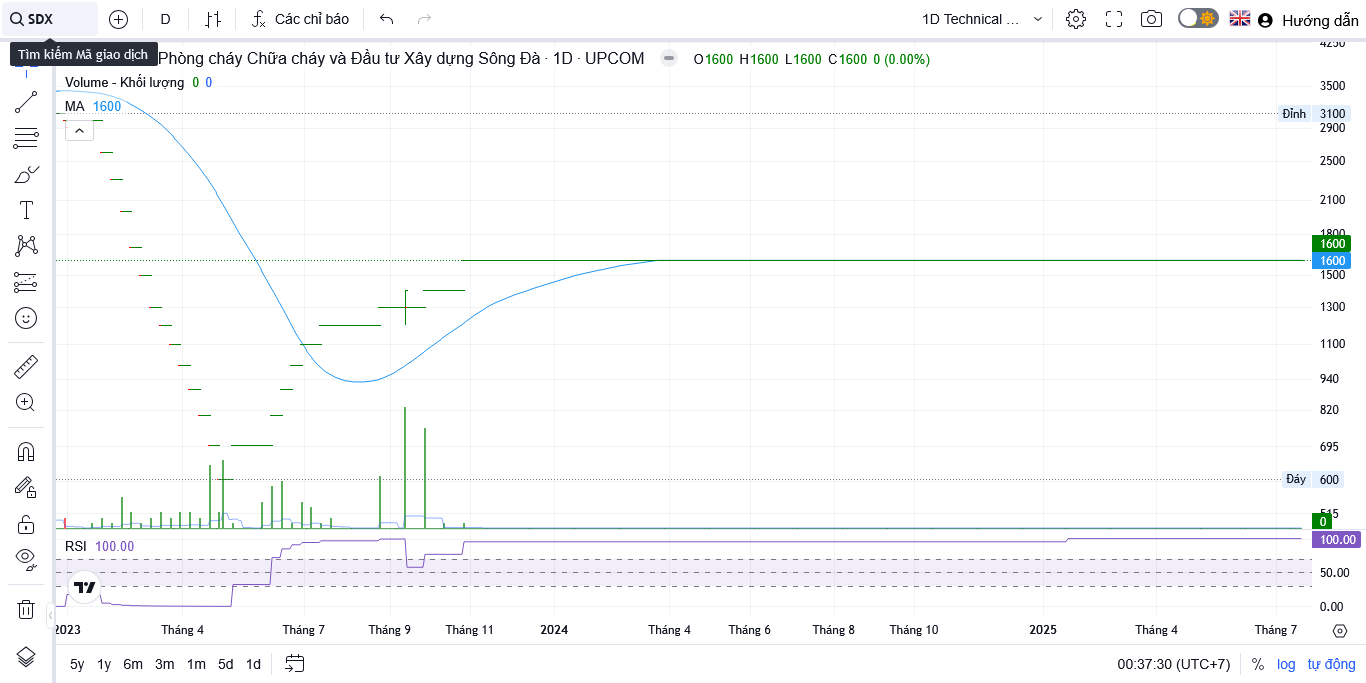 SDX
D
Các chỉ báo
1D Technical ...
Hướng dẫn
Tìm kiếm Mã giao dịch
Phòng cháy Chữa cháy và Đầu tư Xây dựng Sông Đà · 1D · UPCOM
O1600 H1600 L1600 C1600 0 (0.00%)
Volume - Khối lượng 0 0
MA 1600
4250
3500
Đỉnh 3100
2900
2500
2100
1800
1600
1600
1500
1300
1100
940
820
695
Đáy 600
545
0
RSI 100.00
100.00
50.00
0.00
2023 Tháng 4 Tháng 7 Tháng 9 Tháng 11 2024 Tháng 4 Tháng 6 Tháng 8 Tháng 10 2025 Tháng 4 Tháng 7
5y 1y 6m 3m 1m 5d 1d
00:37:30 (UTC+7) % log tự động